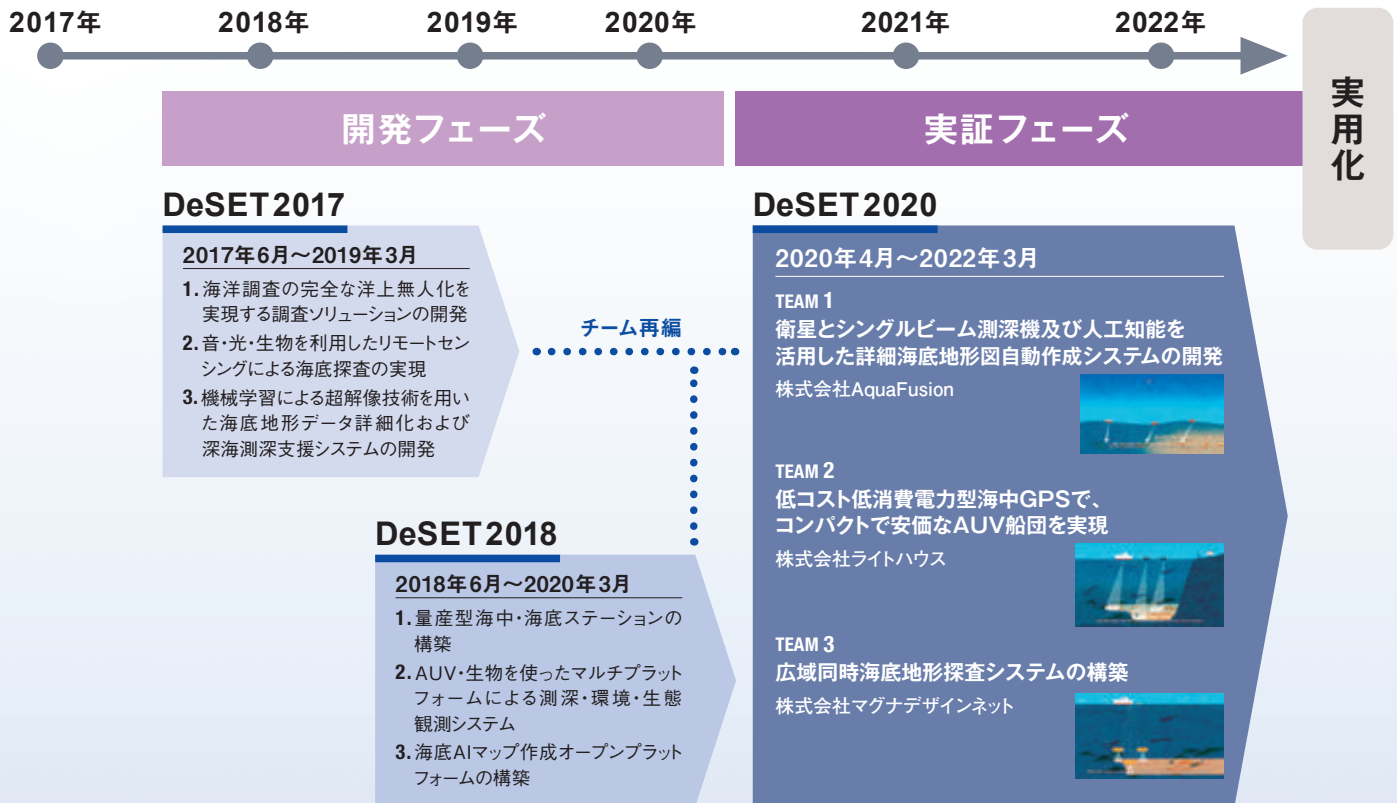 2017年
2018年
2019年
2020年
2021年
2022年
実用化
開発フェーズ
実証フェーズ
DeSET2017
2017年6月～2019年3月
1. 海洋調査の完全な洋上無人化を
実現する調査ソリューションの開発
2. 音・光・生物を利用したリモートセン
シングによる海底探査の実現
3. 機械学習による超解像技術を用い
た海底地形データ詳細化および
深海測深支援システムの開発
チーム再編
DeSET2018
2018年6月～2020年3月
1. 量産型海中・海底ステーションの
構築
2. AUV・生物を使ったマルチプラット
フォームによる測深・環境・生態
観測システム
3. 海底AIマップ作成オープンプラット
フォームの構築
DeSET2020
2020年4月～2022年3月
TEAM 1
衛星とシングルビーム測深機及び人工知能を
活用した詳細海底地形図自動作成システムの開発
株式会社AquaFusion
TEAM 2
低コスト低消費電力型海中GPSで、
コンパクトで安価なAUV船団を実現
株式会社ライトハウス
TEAM 3
広域同時海底地形探査システムの構築
株式会社マグナデザインネット